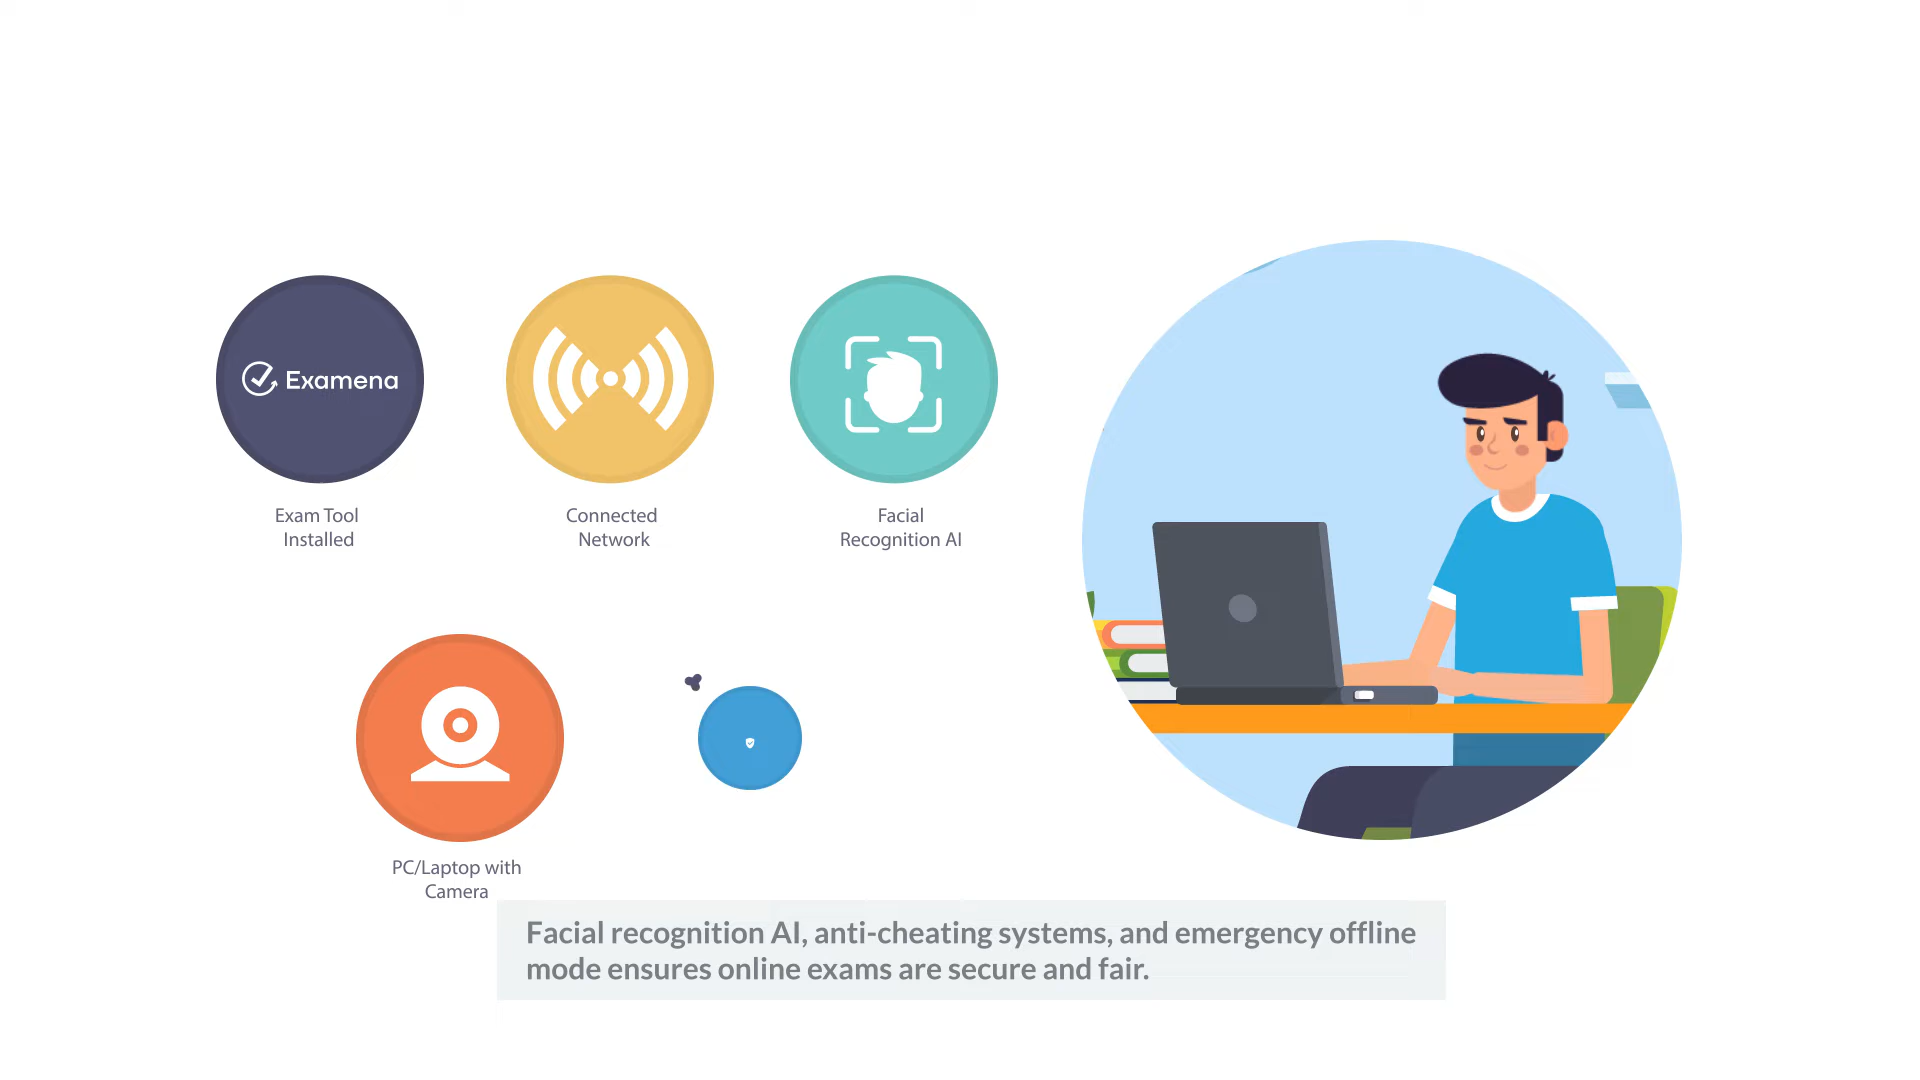 Examena
Exam Tool
Installed
Connected
Network
Facial
Recognition AI
PC/Laptop with
Camera
Facial recognition AI, anti-cheating systems, and emergency offline
mode ensures online exams are secure and fair.